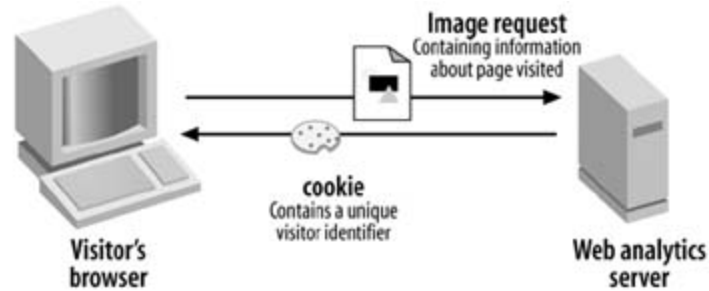 Image request
Containing information
about page visited
cookie
Contains a unique
visitor identifier
Visitor's
browser
Web analytics
server